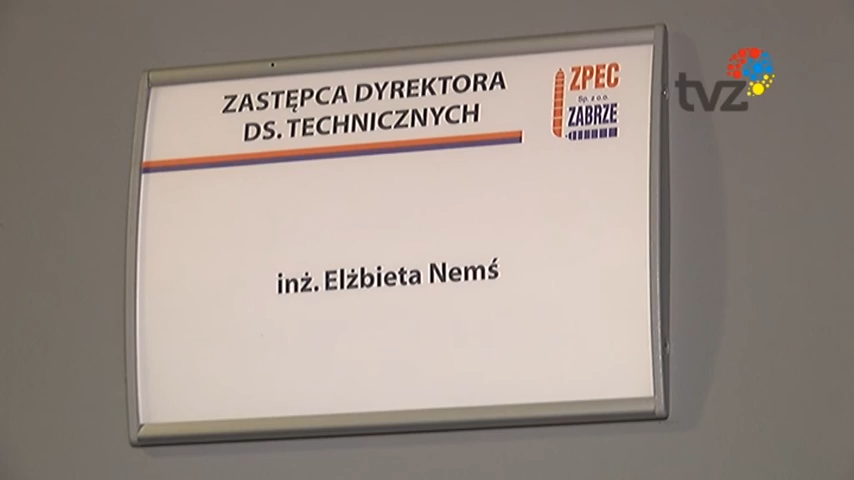 ZASTĘPCA DYREKTORA
DS. TECHNICZNYCH
ZPEC
Sp. z o.o.
ZABRZE
tvz
inż. Elżbieta Nemś